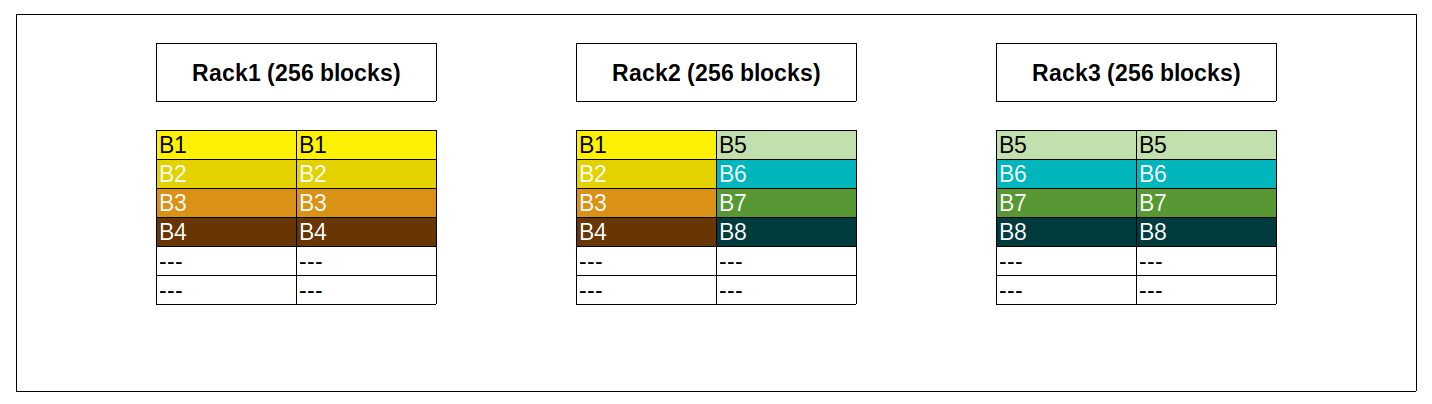 Rack1 (256 blocks) Rack2 (256 blocks) Rack3 (256 blocks)
B1 B1 B1 B5 B5 B5
B2 B2 B2 B6 B6 B6
B3 B3 B3 B7 B7 B7
B4 B4 B4 B8 B8 B8
--- --- --- --- --- ---
--- --- --- --- --- ---